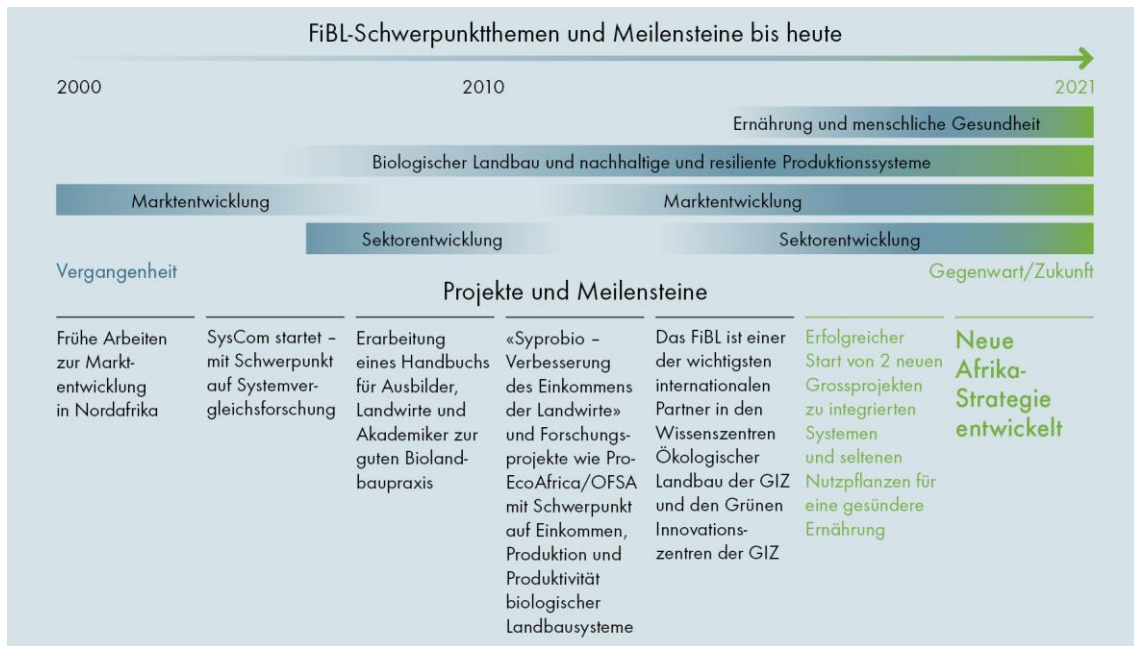 FiBL-Schwerpunktthemen und Meilensteine bis heute
2000
2010
2021
Ernährung und menschliche Gesundheit
Biologischer Landbau und nachhaltige und resiliente Produktionssysteme
Marktentwicklung
Marktentwicklung
Sektorentwicklung
Sektorentwicklung
Vergangenheit
Gegenwart/Zukunft
Projekte und Meilensteine
Frühe Arbeiten
zur Markt-
entwicklung
in Nordafrika
SysCom startet –
mit Schwerpunkt
auf Systemver-
gleichsforschung
Erarbeitung
eines Handbuchs
für Ausbilder,
Landwirte und
Akademiker zur
guten Bioland-
baupraxis
«Syprobio –
Verbesserung
des Einkommens
der Landwirte»
und Forschungs-
projekte wie Pro-
EcoAfrica/OFSA
mit Schwerpunkt
auf Einkommen,
Produktion und
Produktivität
biologischer
Landbausysteme
Das FiBL ist einer
der wichtigsten
internationalen
Partner in den
Wissenszentren
Ökologischer
Landbau der GIZ
und den Grünen
Innovations-
zentren der GIZ
Erfolgreicher
Start von 2 neuen
Grossprojekten
zu integrierten
Systemen
und seltenen
Nutzpflanzen für
eine gesündere
Ernährung
Neue
Afrika-
Strategie
entwickelt